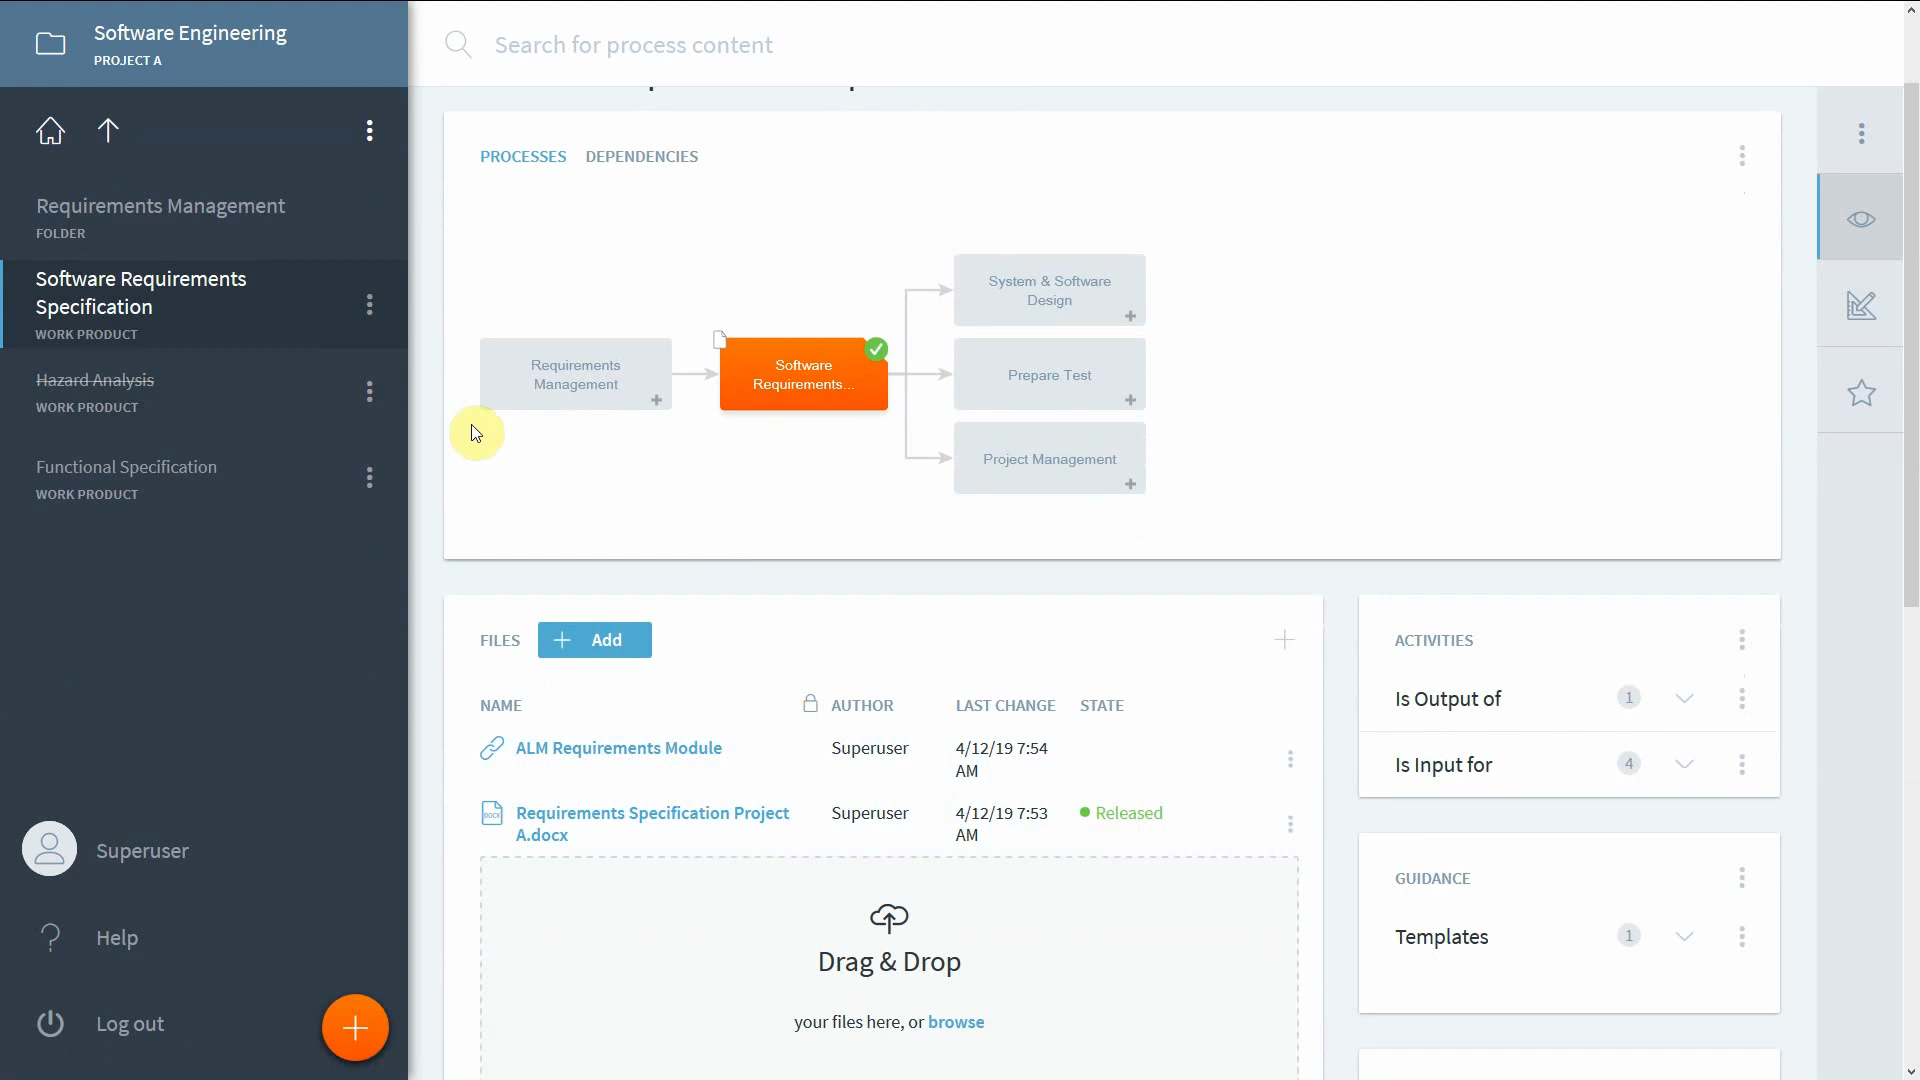 Software Engineering
PROJECT A
Search for process content
Requirements Management
FOLDER
Software Requirements
Specification
WORK PRODUCT
Hazard Analysis
WORK PRODUCT
Functional Specification
WORK PRODUCT
Superuser
Help
Log out
PROCESSES DEPENDENCIES
Requirements
Management
Software
Requirements...
System & Software
Design
Prepare Test
Project Management
FILES Add
NAME AUTHOR LAST CHANGE STATE
ALM Requirements Module Superuser 4/12/19 7:54
AM
DOCX Requirements Specification Project Superuser 4/12/19 7:53 Released
A.docx AM
Drag & Drop
your files here, or browse
ACTIVITIES
Is Output of 1
Is Input for 4
GUIDANCE
Templates 1